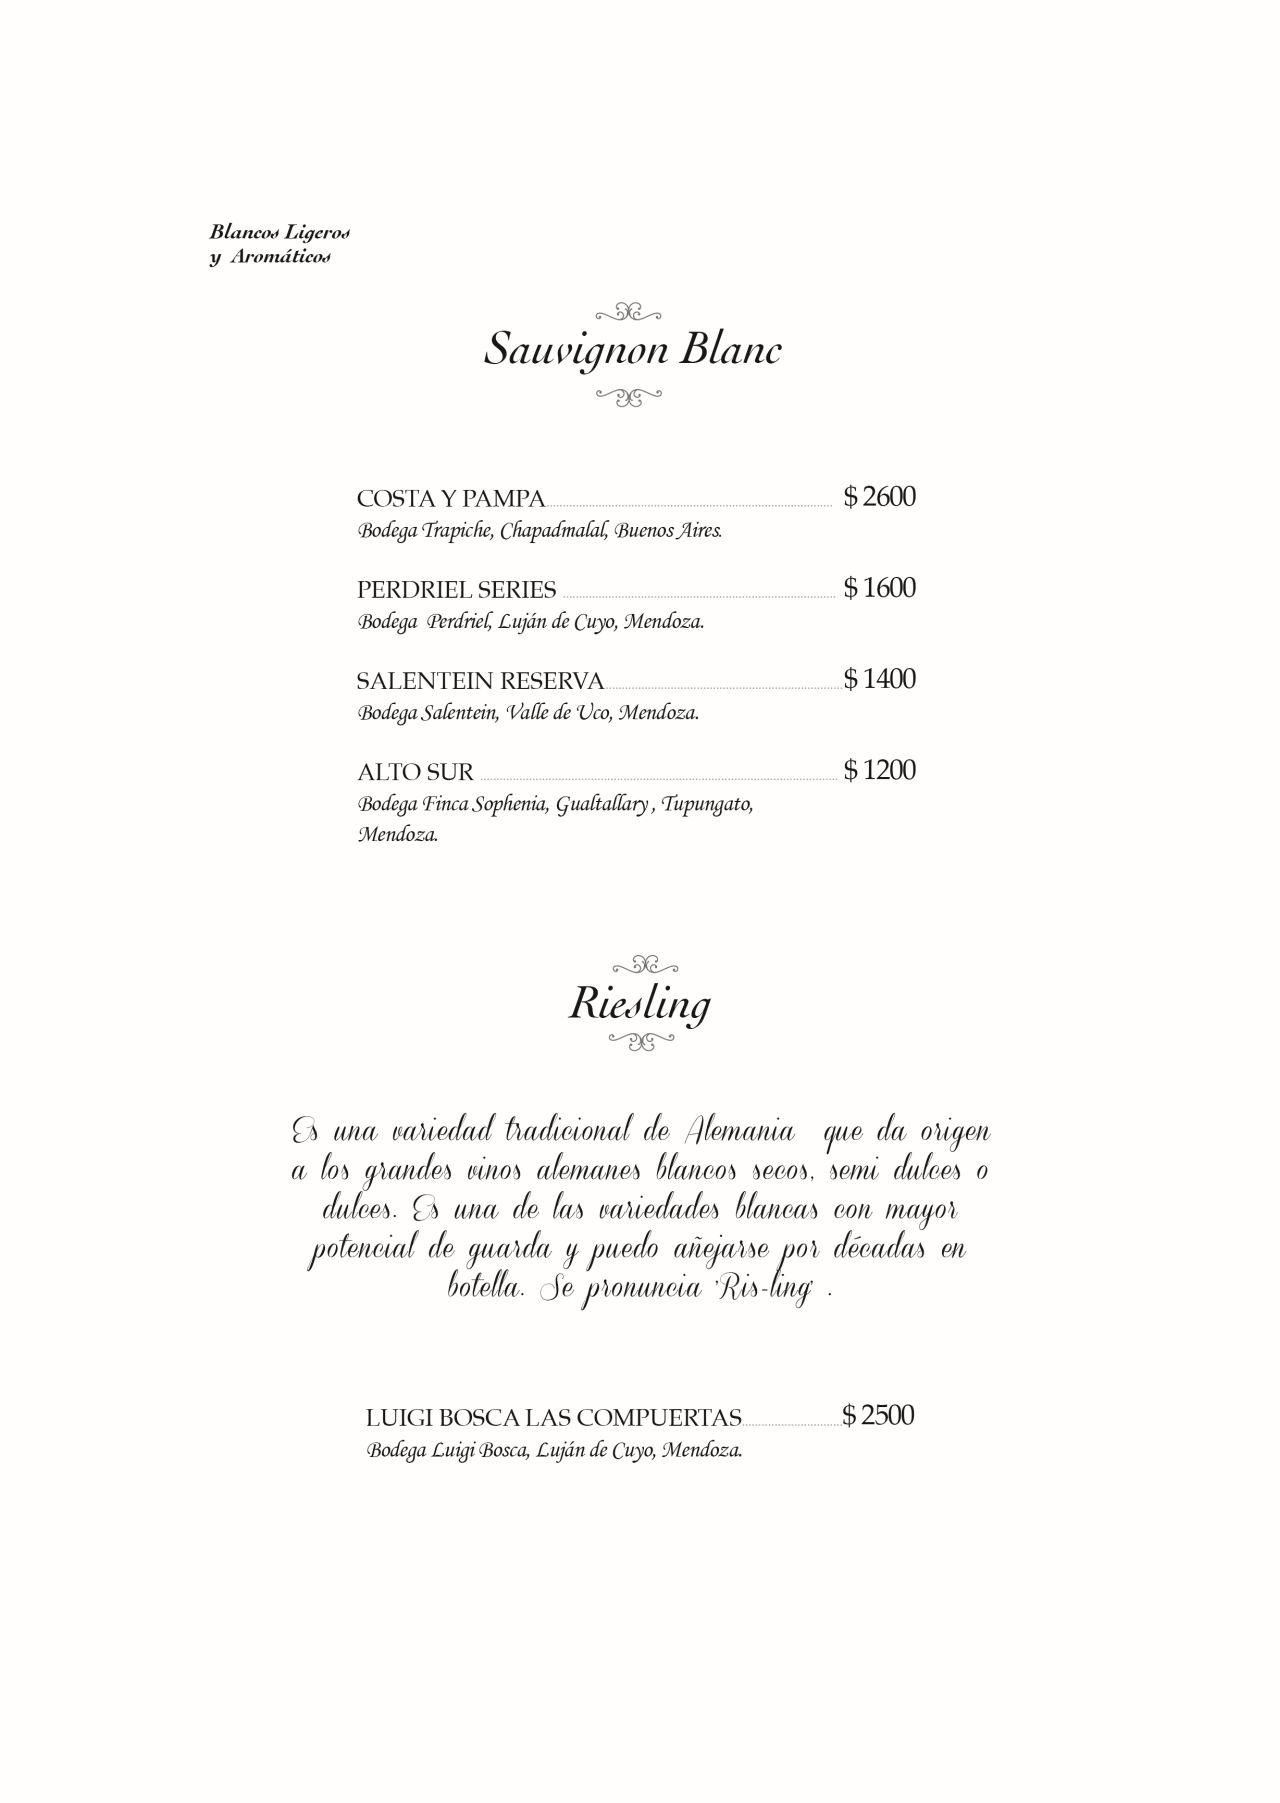 Blancos Ligeros
y Aromáticos
Sauvignon Blanc
COSTA Y PAMPA $ 2600
Bodega Trapiche, Chapadmalal, Buenos Aires.
PERDRIEL SERIES $ 1600
Bodega Perdriel, Luján de Cuyo, Mendoza.
SALENTEIN RESERVA $ 1400
Bodega Salentein, Valle de Uco, Mendoza.
ALTO SUR $ 1200
Bodega Finca Sophenia, Gualtallary , Tupungato,
Mendoza.
Riesling
Es una variedad tradicional de Alemania que da origen
a los grandes vinos alemanes blancos secos, semi dulces o
dulces. Es una de las variedades blancas con mayor
potencial de guarda y puedo añejarse por décadas en
botella. Se pronuncia 'Ris-ling' .
LUIGI BOSCA LAS COMPUERTAS $ 2500
Bodega Luigi Bosca, Luján de Cuyo, Mendoza.